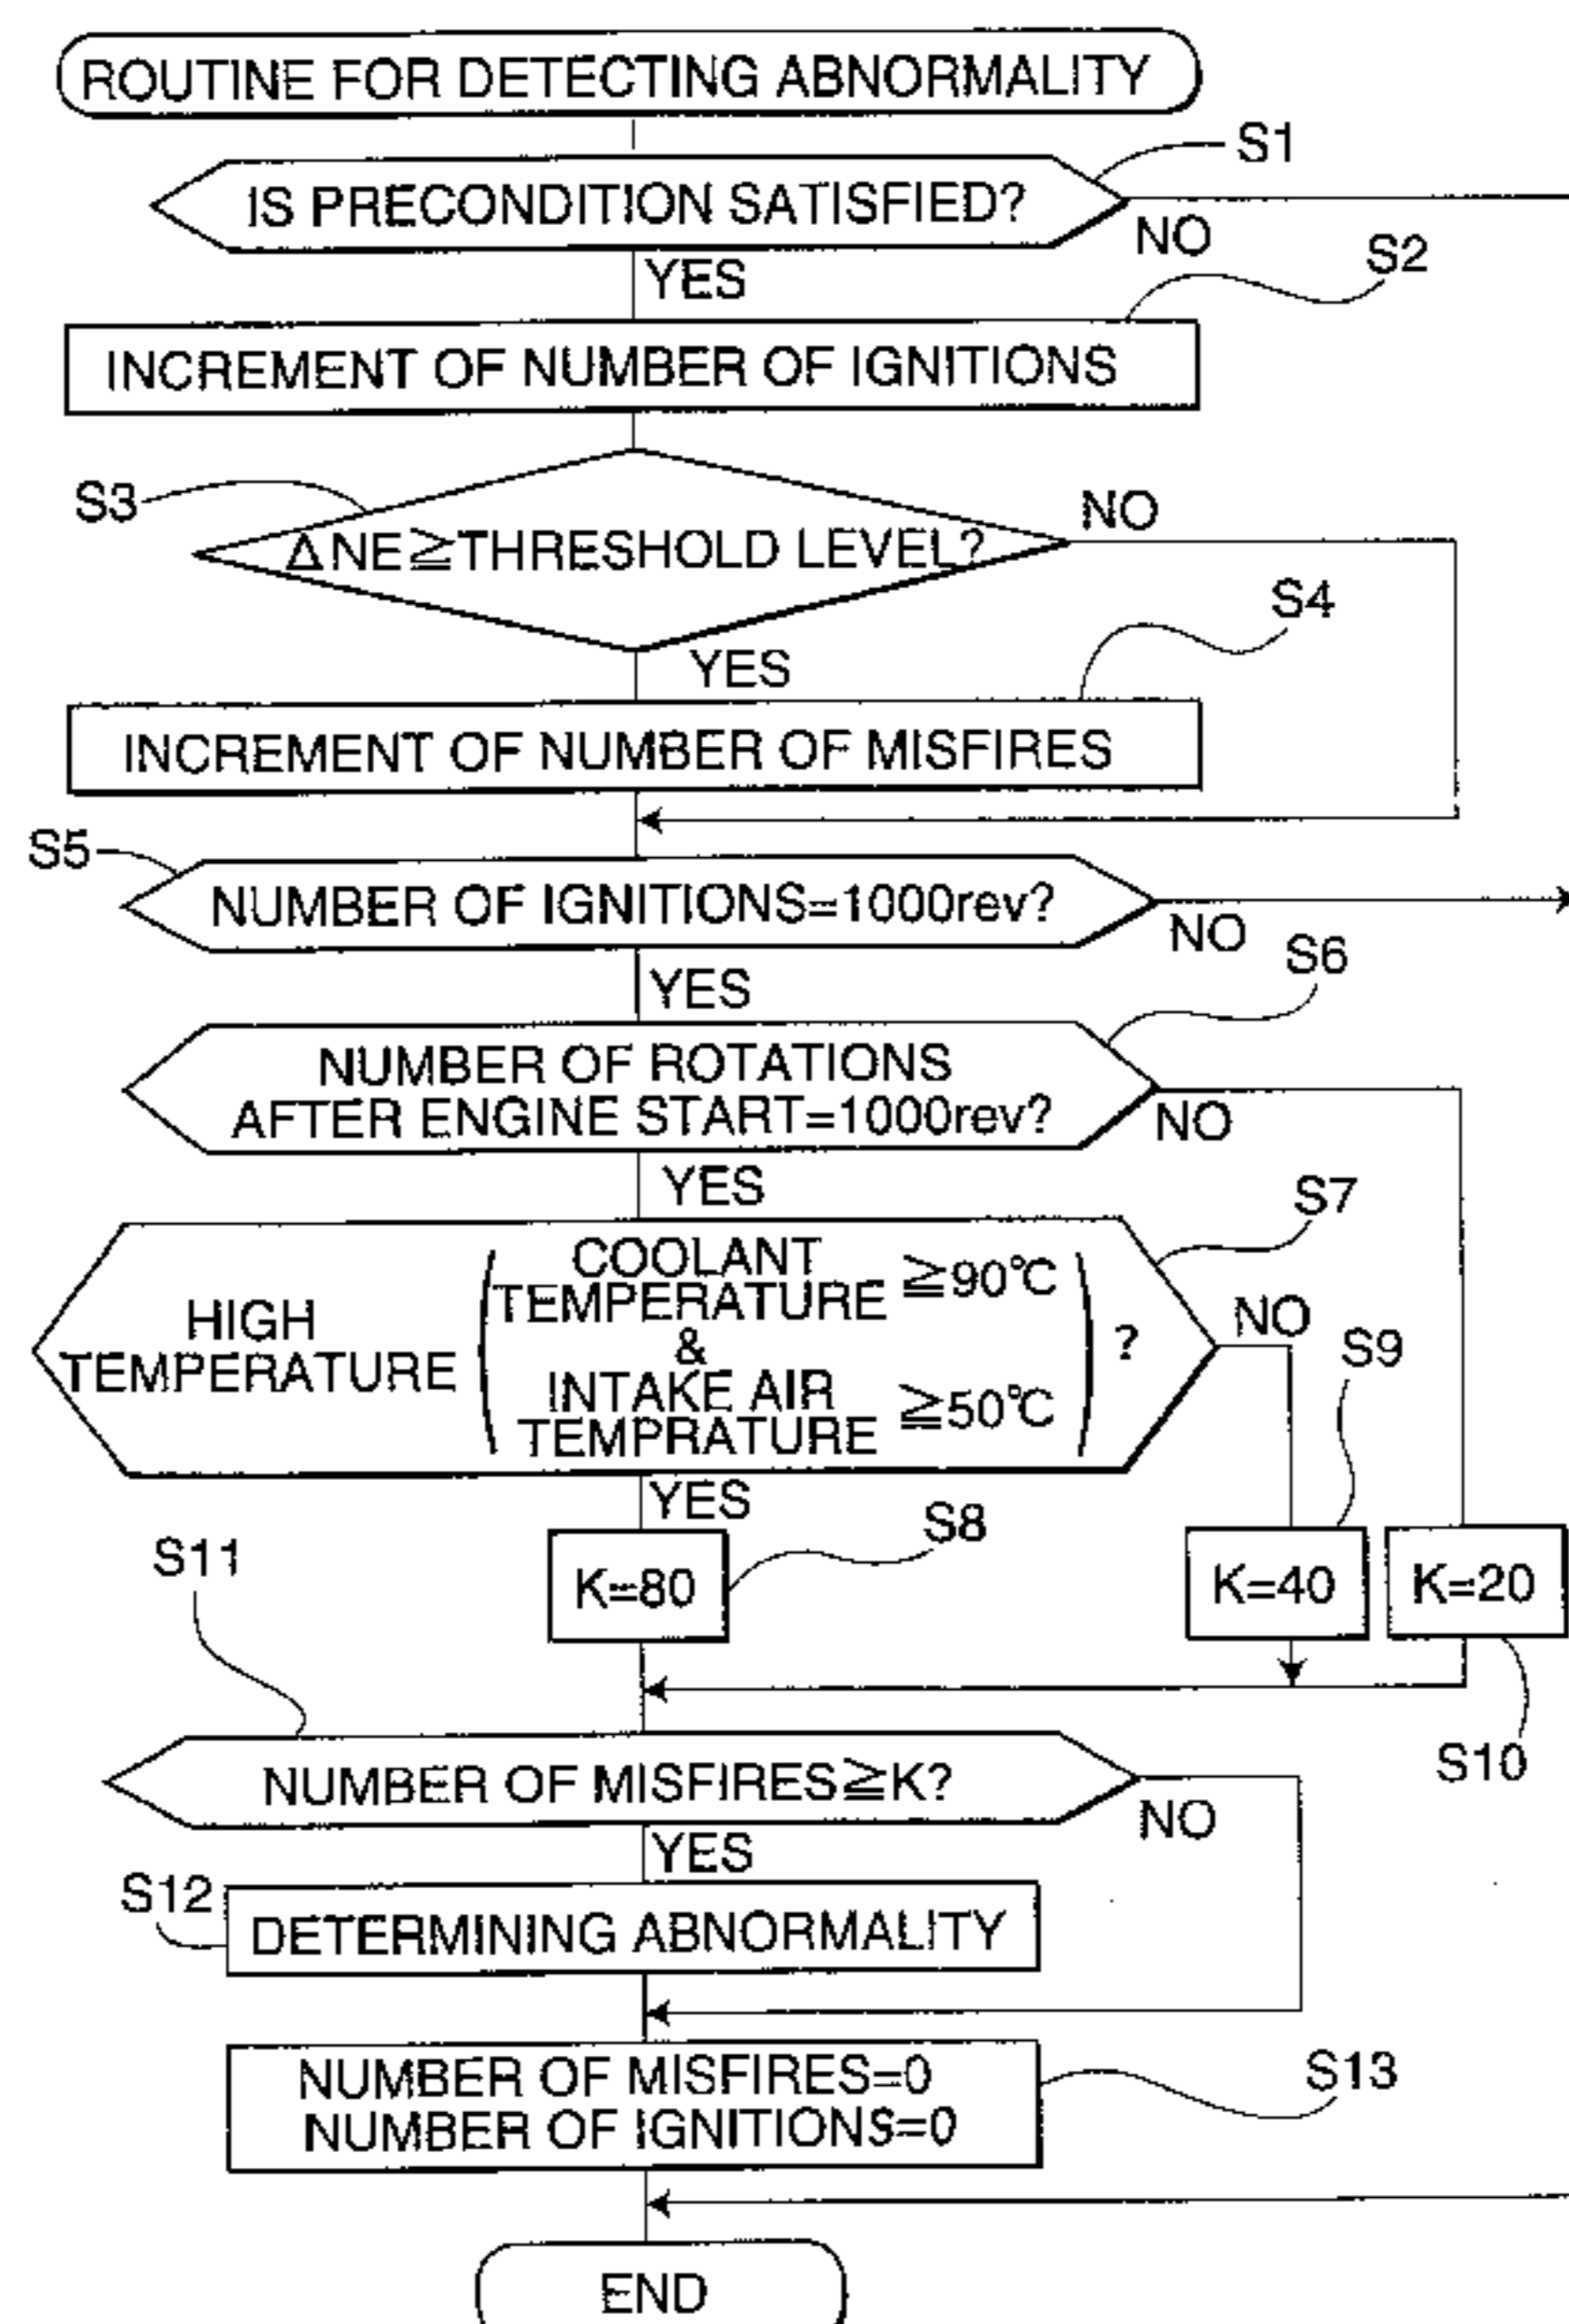 ROUTINE FOR DETECTING ABNORMALITY
S1
IS PRECONDITION SATISFIED?
NO
YES
S2
INCREMENT OF NUMBER OF IGNITIONS
S3
ΔNE≧THRESHOLD LEVEL?
NO
YES
S4
INCREMENT OF NUMBER OF MISFIRES
S5
NUMBER OF IGNITIONS=1000rev?
NO
YES
S6
NUMBER OF ROTATIONS
AFTER ENGINE START=1000rev?
NO
YES
S7
HIGH
TEMPERATURE
COOLANT
TEMPERATURE ≧90℃
&
INTAKE AIR
TEMPRATURE ≧50℃
?
NO
YES
S9
S8
K=80
K=40
K=20
S10
S11
NUMBER OF MISFIRES≧K?
NO
YES
S12
DETERMINING ABNORMALITY
NUMBER OF MISFIRES=0
NUMBER OF IGNITIONS=0
S13
END